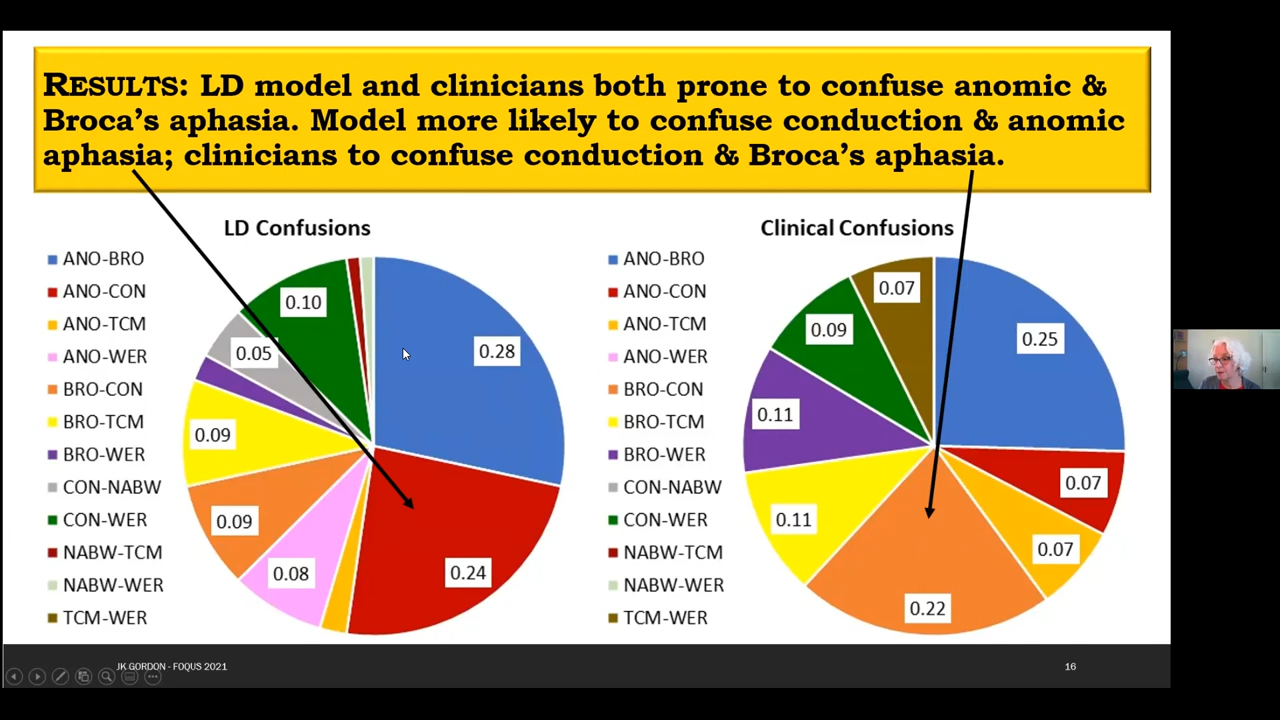 RESULTS: LD model and clinicians both prone to confuse anomic &
Broca's aphasia. Model more likely to confuse conduction & anomic
aphasia; clinicians to confuse conduction & Broca's aphasia.
LD Confusions
ANO-BRO
ANO-CON
ANO-TCM
ANO-WER
BRO-CON
BRO-TCM
BRO-WER
CON-NABW
CON-WER
NABW-TCM
NABW-WER
TCM-WER
0.10
0.05
0.28
0.09
0.09
0.08
0.24
Clinical Confusions
ANO-BRO
ANO-CON
ANO-TCM
ANO-WER
BRO-CON
BRO-TCM
BRO-WER
CON-NABW
CON-WER
NABW-TCM
NABW-WER
TCM-WER
0.07
0.09
0.25
0.11
0.07
0.11
0.07
0.22
JK GORDON - FOQUS 2021
16